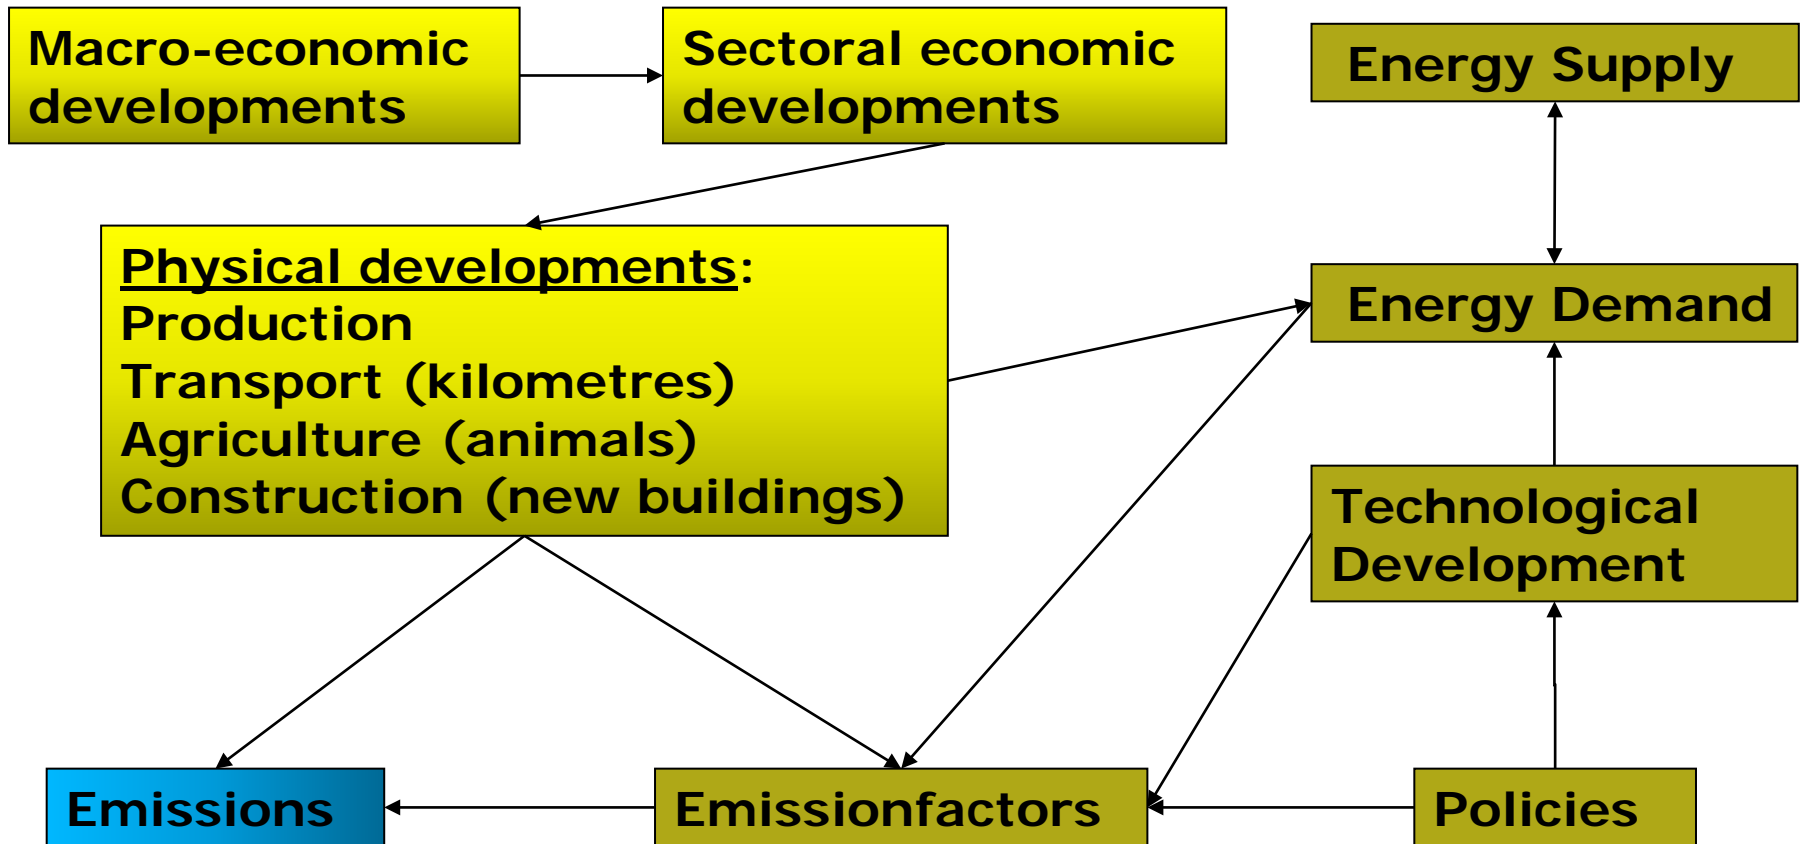 Macro-economic
developments
Sectoral economic
developments
Energy Supply
Physical developments:
Production
Transport (kilometres)
Agriculture (animals)
Construction (new buildings)
Energy Demand
Technological
Development
Emissions
Emissionfactors
Policies